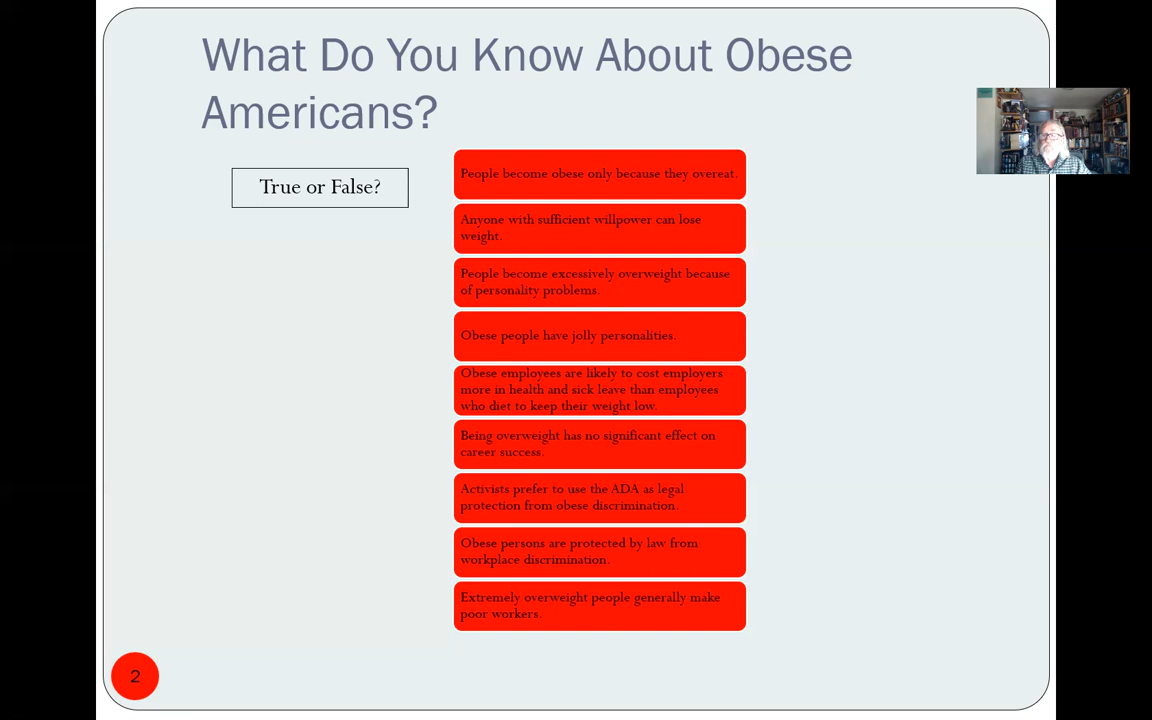 What Do You Know About Obese
Americans?
True or False?
People become obese only because they overeat.
Anyone with sufficient willpower can lose
weight.
People become excessively overweight because
of personality problems.
Obese people have jolly personalities.
Obese employees are likely to cost employers
more in health and sick leave than employees
who diet to keep their weight low.
Being overweight has no significant effect on
career success.
Activists prefer to use the ADA as legal
protection from obese discrimination.
Obese persons are protected by law from
workplace discrimination.
Extremely overweight people generally make
poor workers.
2